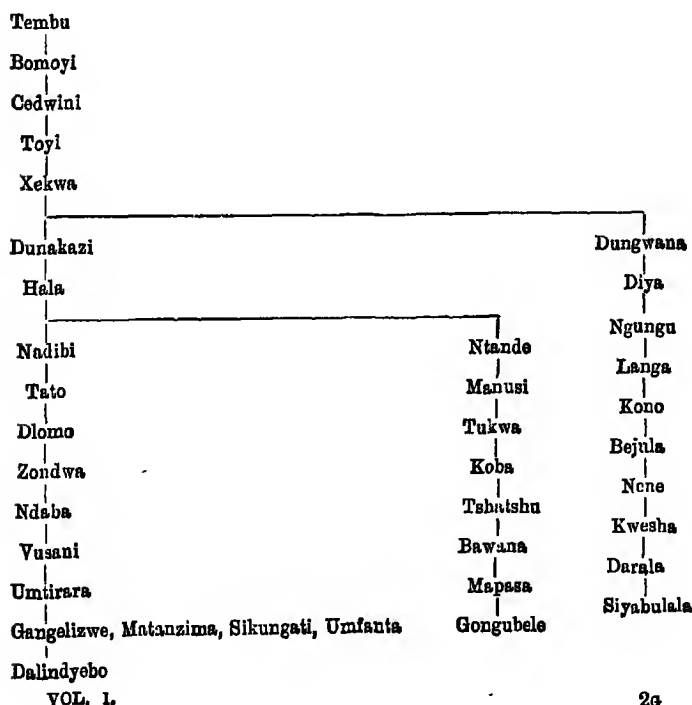 Tembu
Bomoyi
Cedwini
Toyi
Xekwa
Dunakazi Dungwana
Hala Diya
Ngungu
Nadibi Ntande
Langa
Tato Manusi
Kono
Dlomo Tukwa
Bejula
Zondwa Koba
Nene
Ndaba Tshatshu
Kwesha
Vusani Bawana
Darala
Umtirara Mapasa
Siyabulala
Gangelizwe, Matanzima, Sikungati, Umfanta Gongubele
Dalindyebo
VOL. 1. 2G